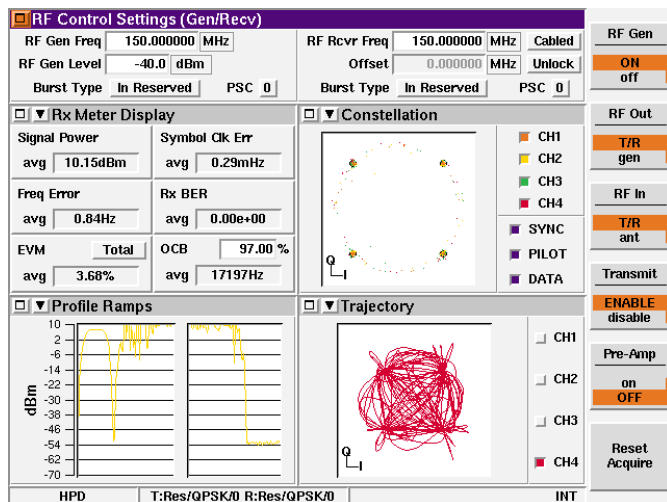 RF Control Settings (Gen/Recv)
RF Gen Freq 150.000000 MHz RF Rcvr Freq 150.000000 MHz Cabled
RF Gen Level -40.0 dBm Offset 0.000000 MHz Unlock
Burst Type In Reserved PSC 0 Burst Type In Reserved PSC 0
Rx Meter Display
Signal Power Symbol Clk Err
avg 10.15dBm avg 0.29mHz
Freq Error Rx BER
avg 0.84Hz avg 0.00e+00
EVM Total OCB 97.00 %
avg 3.68% avg 17197Hz
Constellation
CH1
CH2
CH3
CH4
SYNC
PILOT
DATA
Q
I
Profile Ramps
dBm
10
2
-6
-14
-22
-30
-38
-46
-54
-62
-70
Trajectory
CH1
CH2
CH3
CH4
Q
I
RF Gen
ON
off
RF Out
T/R
gen
RF In
T/R
ant
Transmit
ENABLE
disable
Pre-Amp
on
OFF
Reset
Acquire
HPD T:Res/QPSK/0 R:Res/QPSK/0 INT